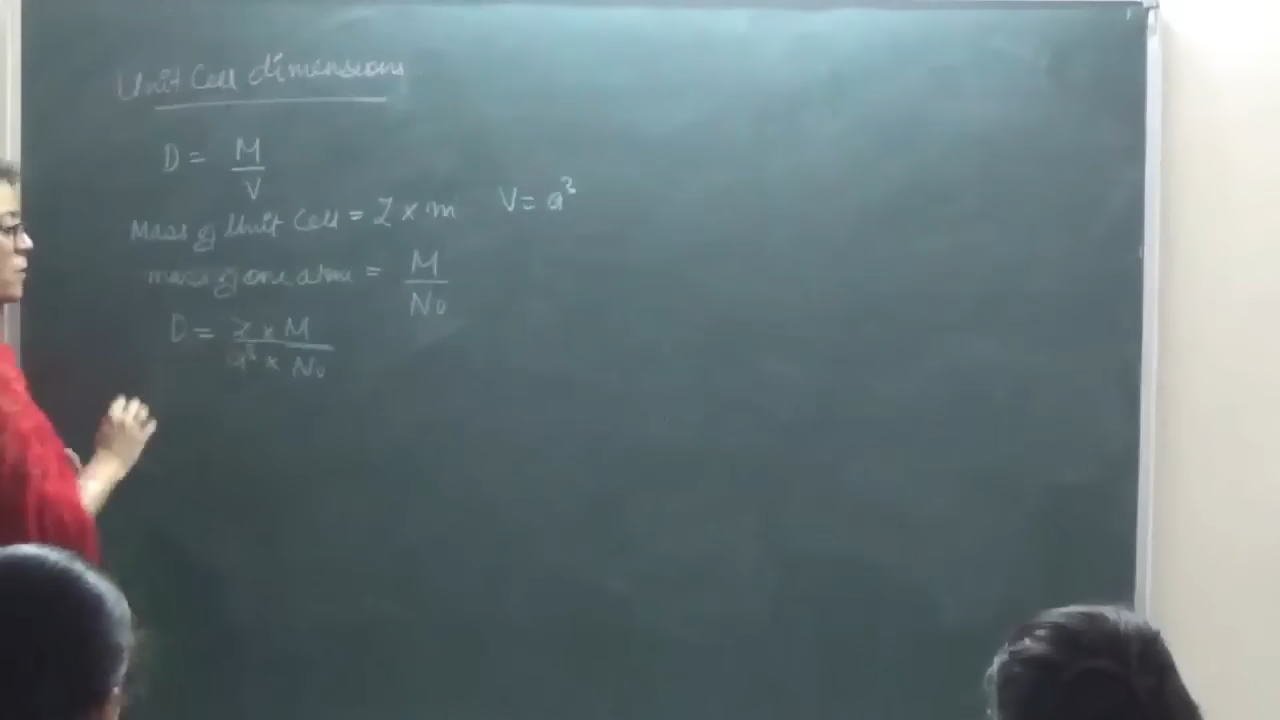 Unit Cell dimensions
D = M/V
Mass of Unit Cell = Z × m   V = a³
mass of one atom = M/N₀
D = Z × M / a³ × N₀